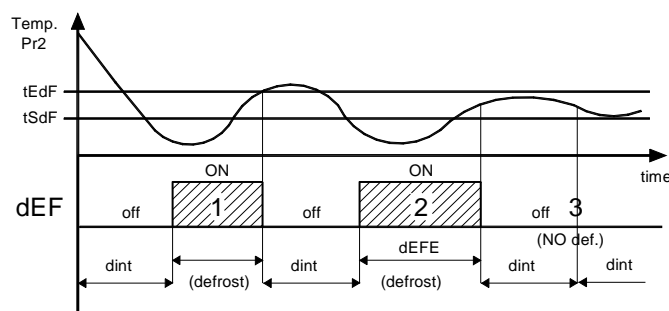 Temp.
Pr2
tEdF
tSdF
time
ON
ON
dEF
off
1
off
2
off
3
(NO def.)
dEFE
dint
(defrost)
dint
(defrost)
dint
dint